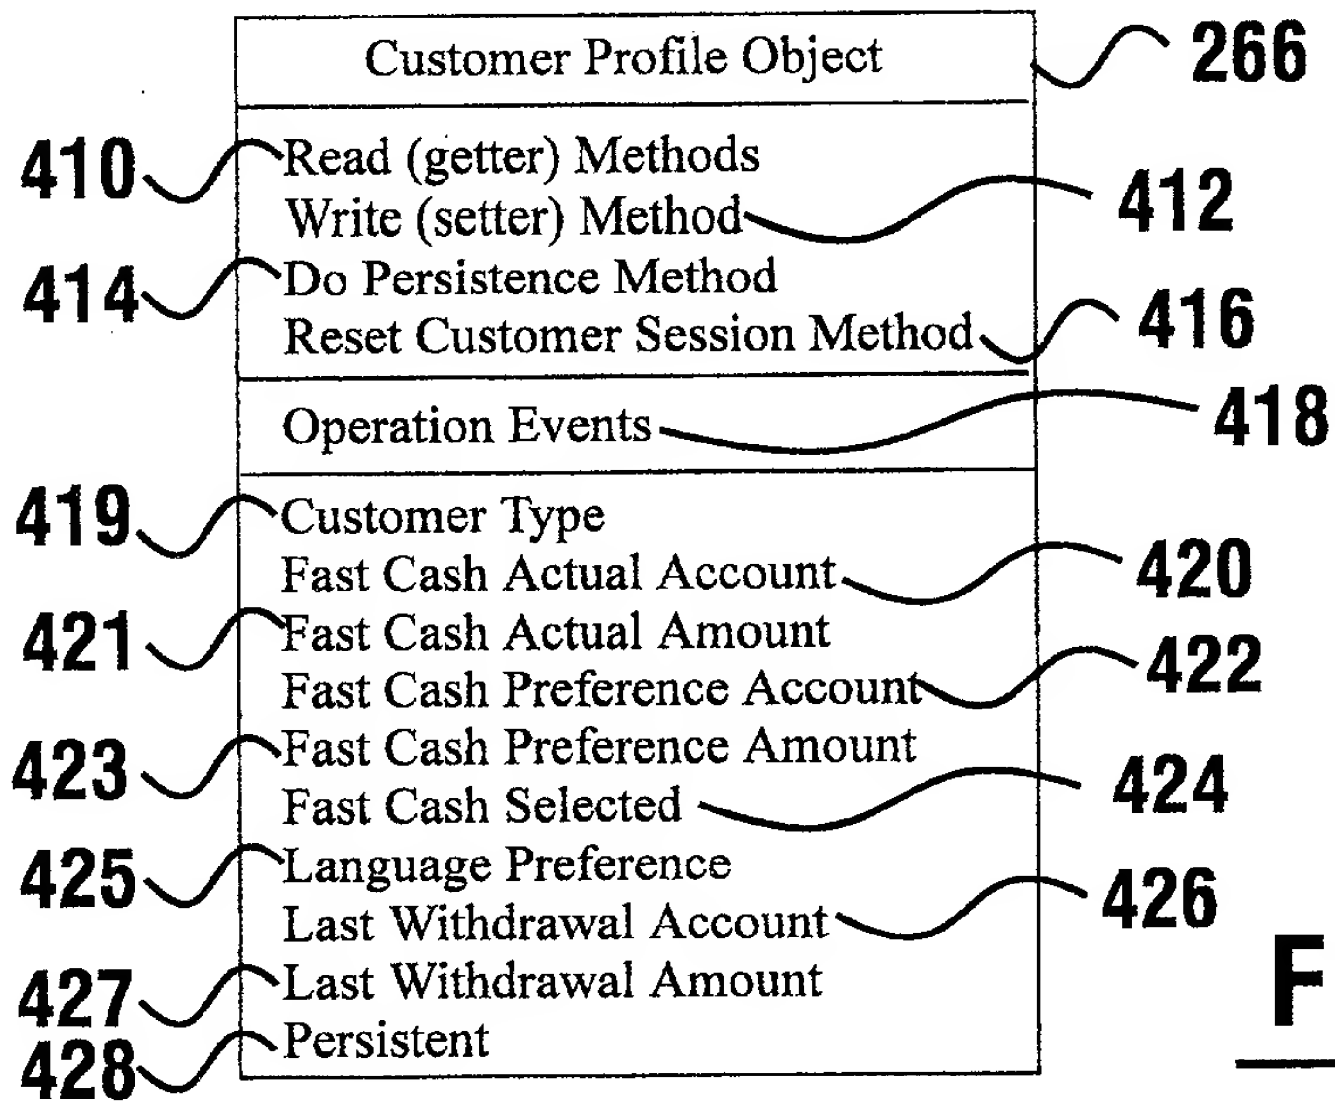 Customer Profile Object
266
410
Read (getter) Methods
Write (setter) Method
412
414
Do Persistence Method
Reset Customer Session Method
416
Operation Events
418
419
Customer Type
Fast Cash Actual Account
420
421
Fast Cash Actual Amount
Fast Cash Preference Account
422
423
Fast Cash Preference Amount
Fast Cash Selected
424
425
Language Preference
Last Withdrawal Account
426
427
Last Withdrawal Amount
428
Persistent
F